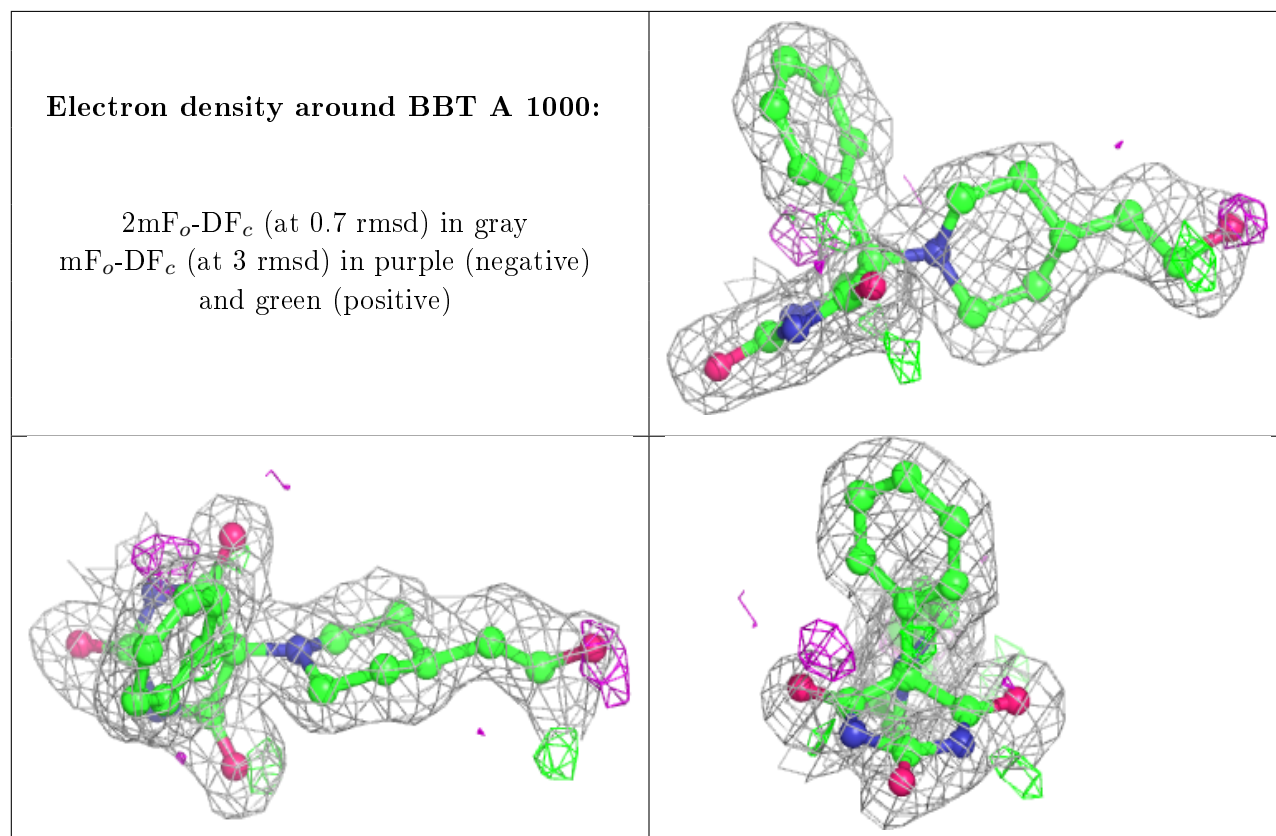 Electron density around BBT A 1000:
2mFo-DFc (at 0.7 rmsd) in gray
mFo-DFc (at 3 rmsd) in purple (negative)
and green (positive)